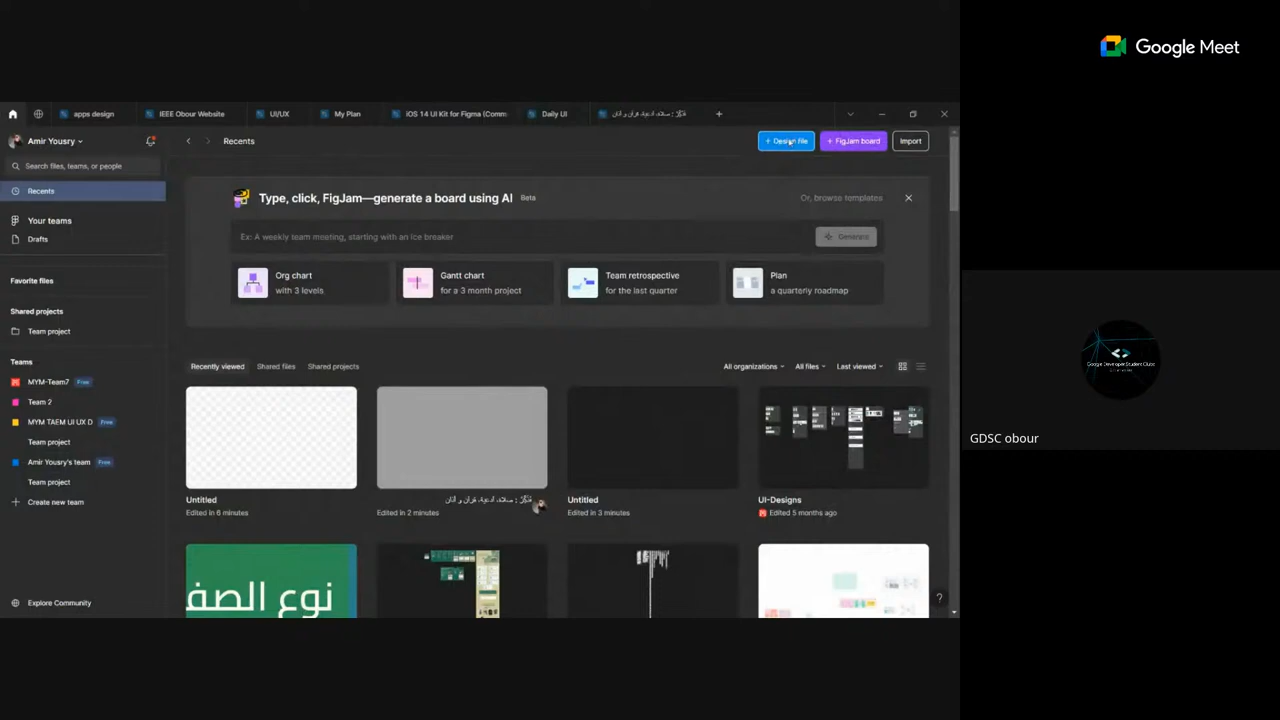 Google Meet
apps design
IEEE Obour Website
UI/UX
My Plan
iOS 14 UI Kit for Figma (Comm
Daily UI
Amir Yousry
Recents
+ Design file
+ FigJam board
Import
Search files, teams, or people
Recents
Your teams
Drafts
Favorite files
Shared projects
Team project
Teams
MYM-Team7 Free
Team 2
MYM TAEM UI UX D Free
Team project
Amir Yousry's team Free
Team project
+ Create new team
Explore Community
Type, click, FigJam—generate a board using AI Beta
Or, browse templates
Ex: A weekly team meeting, starting with an ice breaker
Generate
Org chart
with 3 levels
Gantt chart
for a 3 month project
Team retrospective
for the last quarter
Plan
a quarterly roadmap
Recently viewed
Shared files
Shared projects
All organizations
All files
Last viewed
Untitled
Edited in 6 minutes
Edited in 2 minutes
Untitled
Edited in 3 minutes
UI-Designs
Edited 5 months ago
نوع الصف
?
Google Developer Student Clubs
GDSC obour